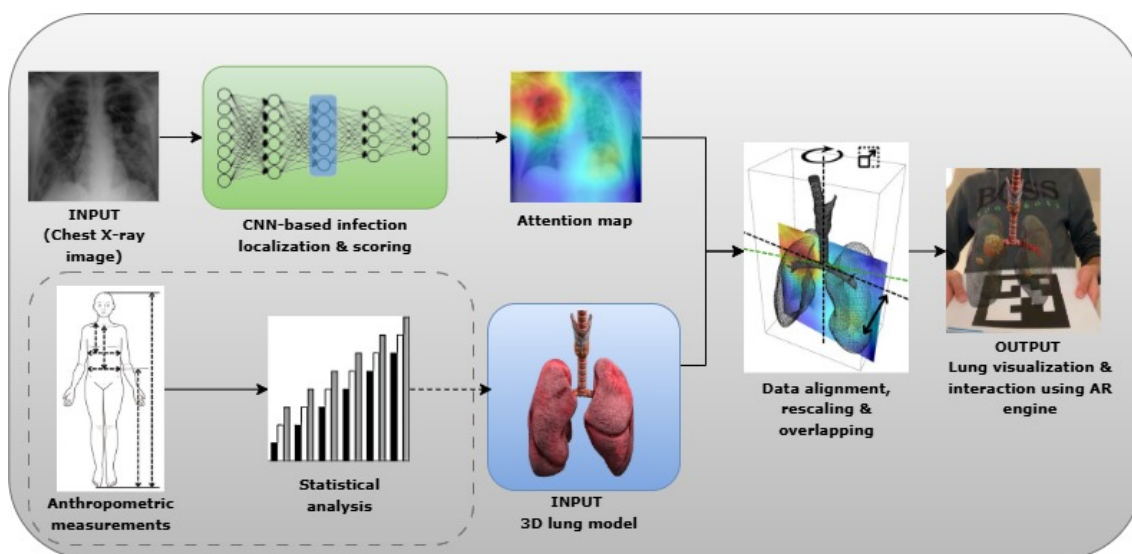 INPUT
(Chest X-ray
image)
CNN-based infection
localization & scoring
Attention map
Anthropometric
measurements
Statistical
analysis
INPUT
3D lung model
Data alignment,
rescaling &
overlapping
BOSS
OUTPUT
Lung visualization &
interaction using AR
engine